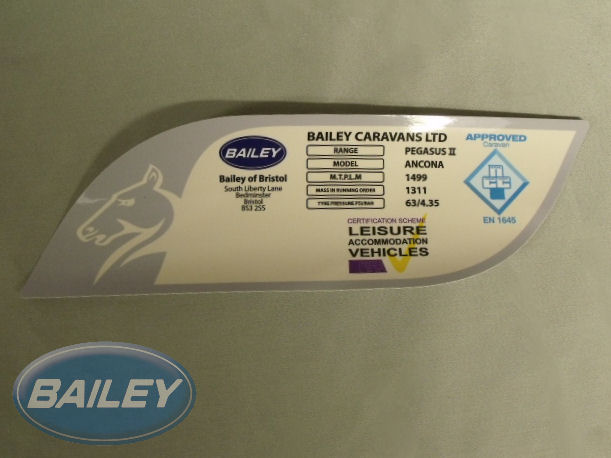 BAILEY
Bailey of Bristol
South Liberty Lane
Bedminster
Bristol
BS3 2SS
BAILEY CARAVANS LTD
RANGE PEGASUS II
MODEL ANCONA
M.T.P.L.M 1499
MASS IN RUNNING ORDER 1311
TYRE PRESSURE PSI/BAR 63/4.35
CERTIFICATION SCHEME
LEISURE
ACCOMMODATION
VEHICLES
APPROVED
Caravan
ncc
EN 1645
BAILEY